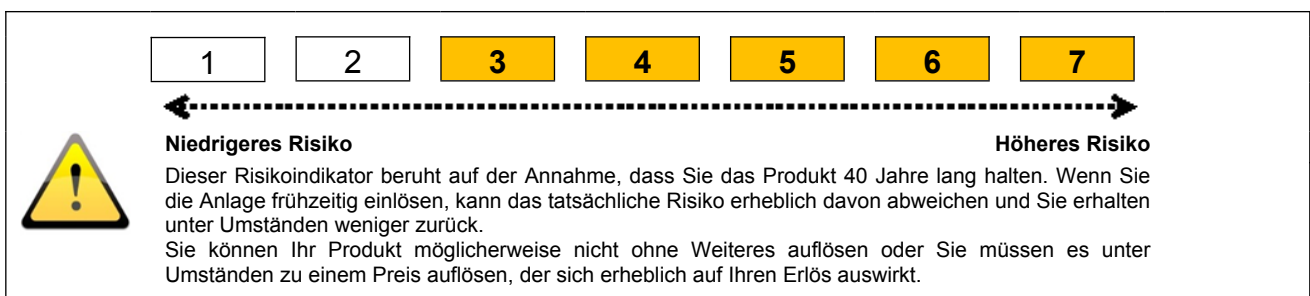 1 2 3 4 5 6 7
Niedrigeres Risiko Höheres Risiko
Dieser Risikoindikator beruht auf der Annahme, dass Sie das Produkt 40 Jahre lang halten. Wenn Sie
die Anlage frühzeitig einlösen, kann das tatsächliche Risiko erheblich davon abweichen und Sie erhalten
unter Umständen weniger zurück.
Sie können Ihr Produkt möglicherweise nicht ohne Weiteres auflösen oder Sie müssen es unter
Umständen zu einem Preis auflösen, der sich erheblich auf Ihren Erlös auswirkt.